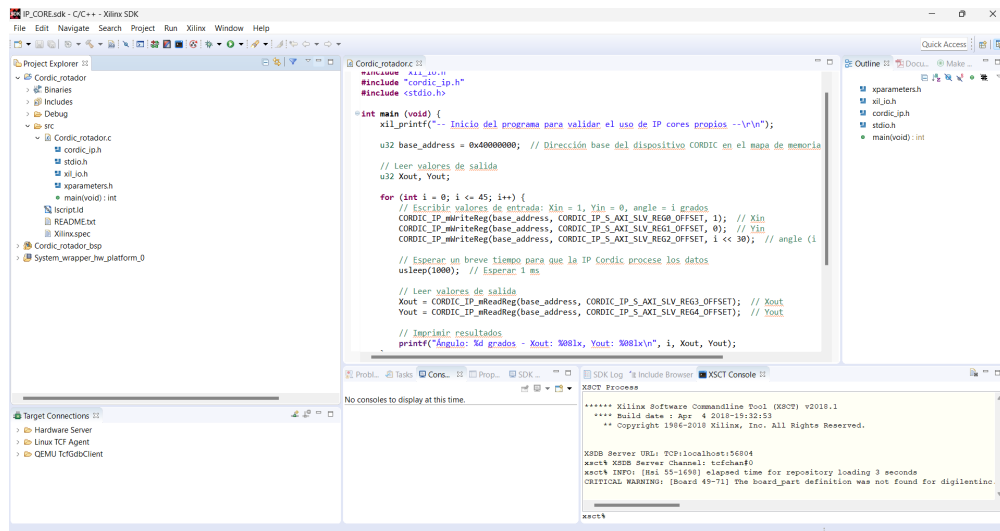 IP_CORE.sdk - C/C++ - Xilinx SDK
File Edit Navigate Search Project Run Xilinx Window Help
Quick Access
Project Explorer
Cordic_rotador
Binaries
Includes
Debug
src
Cordic_rotador.c
cordic_ip.h
stdio.h
xil_io.h
xparameters.h
main(void) : int
lscript.ld
README.txt
Xilinx.spec
Cordic_rotador_bsp
System_wrapper_hw_platform_0
Target Connections
Hardware Server
Linux TCF Agent
QEMU TcfGdbClient
Cordic_rotador.c
#include "xil_io.h"
#include "cordic_ip.h"
#include <stdio.h>
int main (void) {
xil_printf("-- Inicio del programa para validar el uso de IP cores propios --\r\n");
u32 base_address = 0x40000000; // Dirección base del dispositivo CORDIC en el mapa de memoria
// Leer valores de salida
u32 Xout, Yout;
for (int i = 0; i <= 45; i++) {
// Escribir valores de entrada: Xin = 1, Yin = 0, angle = i grados
CORDIC_IP_mWriteReg(base_address, CORDIC_IP_S_AXI_SLV_REG0_OFFSET, 1); // Xin
CORDIC_IP_mWriteReg(base_address, CORDIC_IP_S_AXI_SLV_REG1_OFFSET, 0); // Yin
CORDIC_IP_mWriteReg(base_address, CORDIC_IP_S_AXI_SLV_REG2_OFFSET, i << 30); // angle (i
// Esperar un breve tiempo para que la IP Cordic procese los datos
usleep(1000); // Esperar 1 ms
// Leer valores de salida
Xout = CORDIC_IP_mReadReg(base_address, CORDIC_IP_S_AXI_SLV_REG3_OFFSET); // Xout
Yout = CORDIC_IP_mReadReg(base_address, CORDIC_IP_S_AXI_SLV_REG4_OFFSET); // Yout
// Imprimir resultados
printf("Ángulo: %d grados - Xout: %08lx, Yout: %08lx\n", i, Xout, Yout);
Outline Docu... Make ...
xparameters.h
xil_io.h
cordic_ip.h
stdio.h
main(void) : int
Probl... Tasks Cons... Prop... SDK ...
No consoles to display at this time.
SDK Log Include Browser XSCT Console
XSCT Process
****** Xilinx Software Commandline Tool (XSCT) v2018.1
**** Build date : Apr 4 2018-19:32:53
** Copyright 1986-2018 Xilinx, Inc. All Rights Reserved.
XSDB Server URL: TCP:localhost:56804
xsct% XSDB Server Channel: tcfchan#0
xsct% INFO: [Hsi 55-1698] elapsed time for repository loading 3 seconds
CRITICAL WARNING: [Board 49-71] The board_part definition was not found for digilentinc.
xsct%